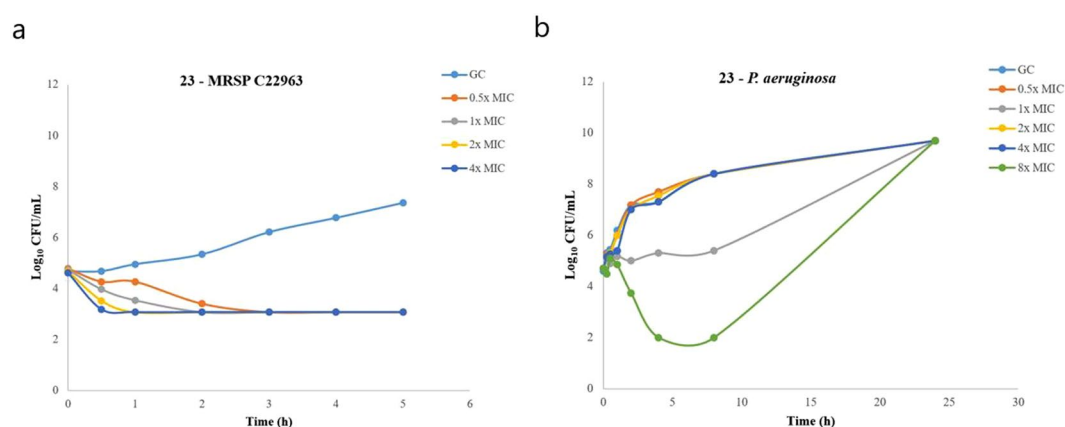 a
23 - MRSP C22963
Log10 CFU/mL
12
10
8
6
4
2
0
0 1 2 3 4 5 6
Time (h)
GC
0.5x MIC
1x MIC
2x MIC
4x MIC
b
23 - P. aeruginosa
Log10 CFU/mL
12
10
8
6
4
2
0
0 5 10 15 20 25 30
Time (h)
GC
0.5x MIC
1x MIC
2x MIC
4x MIC
8x MIC